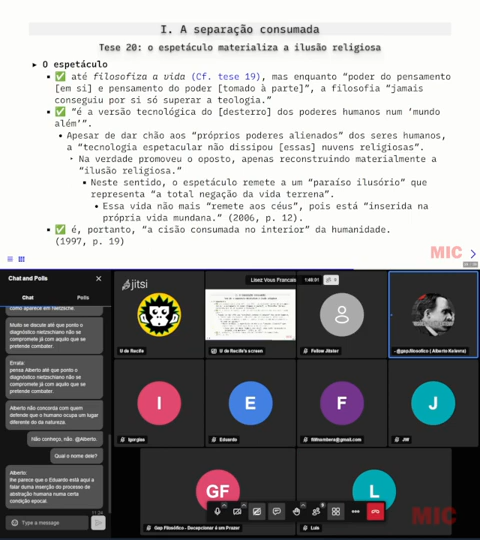 I. A separação consumada
Tese 20: o espetáculo materializa a ilusão religiosa
▸ O espetáculo
▪ ✅ até filosofiza a vida (Cf. tese 19), mas enquanto “poder do pensamento
[em si] e pensamento do poder [tomado à parte]”, a filosofia “jamais
conseguiu por si só superar a teologia.”
▪ ✅ “é a versão tecnológica do [desterro] dos poderes humanos num ‘mundo
além’”.
• Apesar de dar chão aos “próprios poderes alienados” dos seres humanos,
a “tecnologia espetacular não dissipou [essas] nuvens religiosas”.
• Na verdade promoveu o oposto, apenas reconstruindo materialmente a
“ilusão religiosa.”
▪ Neste sentido, o espetáculo remete a um “paraíso ilusório” que
representa “a total negação da vida terrena”.
▪ Essa vida não mais “remete aos céus”, pois está “inserida na
própria vida mundana.” (2006, p. 12).
▪ ✅ é, portanto, “a cisão consumada no interior” da humanidade.
(1997, p. 19)
MIC
Chat and Polls
Chat
Polls
como aparece em Nietzsche.
Muito se discute até que ponto o
diagnóstico nietzschiano não se
compromete já com aquilo que se
pretende combater.
Errata:
pensa Alberto até que ponto o
diagnóstico nietzschiano não se
compromete já com aquilo que se
pretende combater.
Alberto não concorda com quem
defende que o humano ocupa um lugar
diferente do da natureza.
Não conheço, não @Alberto.
Qual o nome dele?
Alberto:
lhe parece que o Eduardo está aqui a
falar duma inserção do processo de
abstração humana numa certa
condição epocal.
11:24
Type a message
jitsi
Lisez Vous Francais
1:48:51
U de Recife
U de Recife's screen
Fellow Jitster
I
E
F
J
Igorgias
Eduardo
JW
GF
L
Gep Filosófico - Decepcionar é um Prazer
Luis
MIC